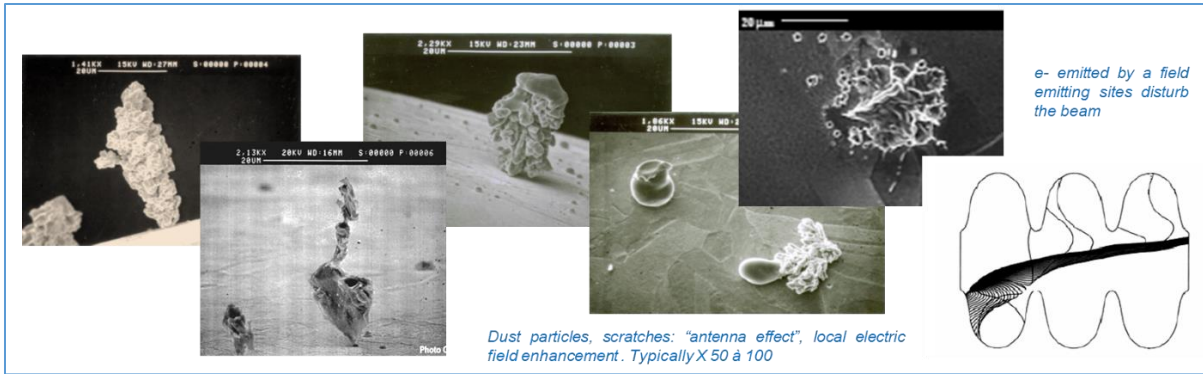 1.41KX 15KV WD:27MM S:00000 P:00004
20UM
2.13KX 20KV WD:16MM S:00000 P:00006
20UM
Photo
2.29KX 15KV WD:23MM S:00000 P:00003
20UM
1.06KX 15KV WD:
20UM
20µm
e- emitted by a field
emitting sites disturb
the beam
Dust particles, scratches: “antenna effect”, local electric
field enhancement . Typically X 50 à 100